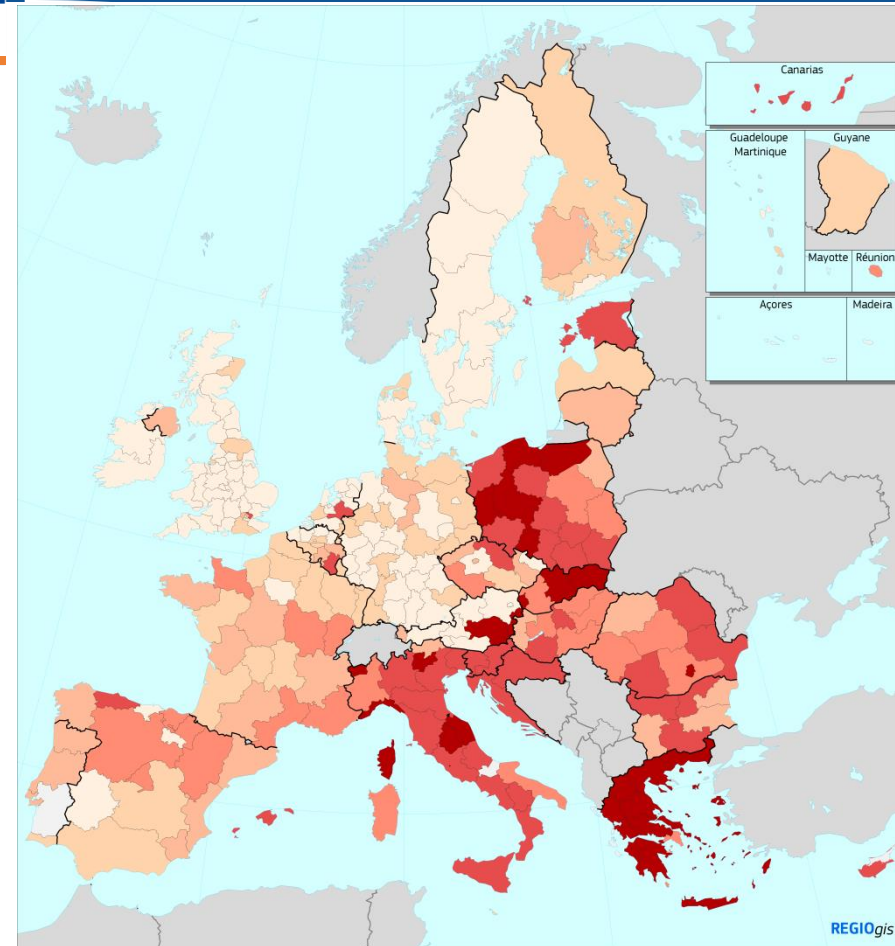 Canarias
Guadeloupe
Martinique
Guyane
Mayotte
Réunion
Açores
Madeira
REGIOgis